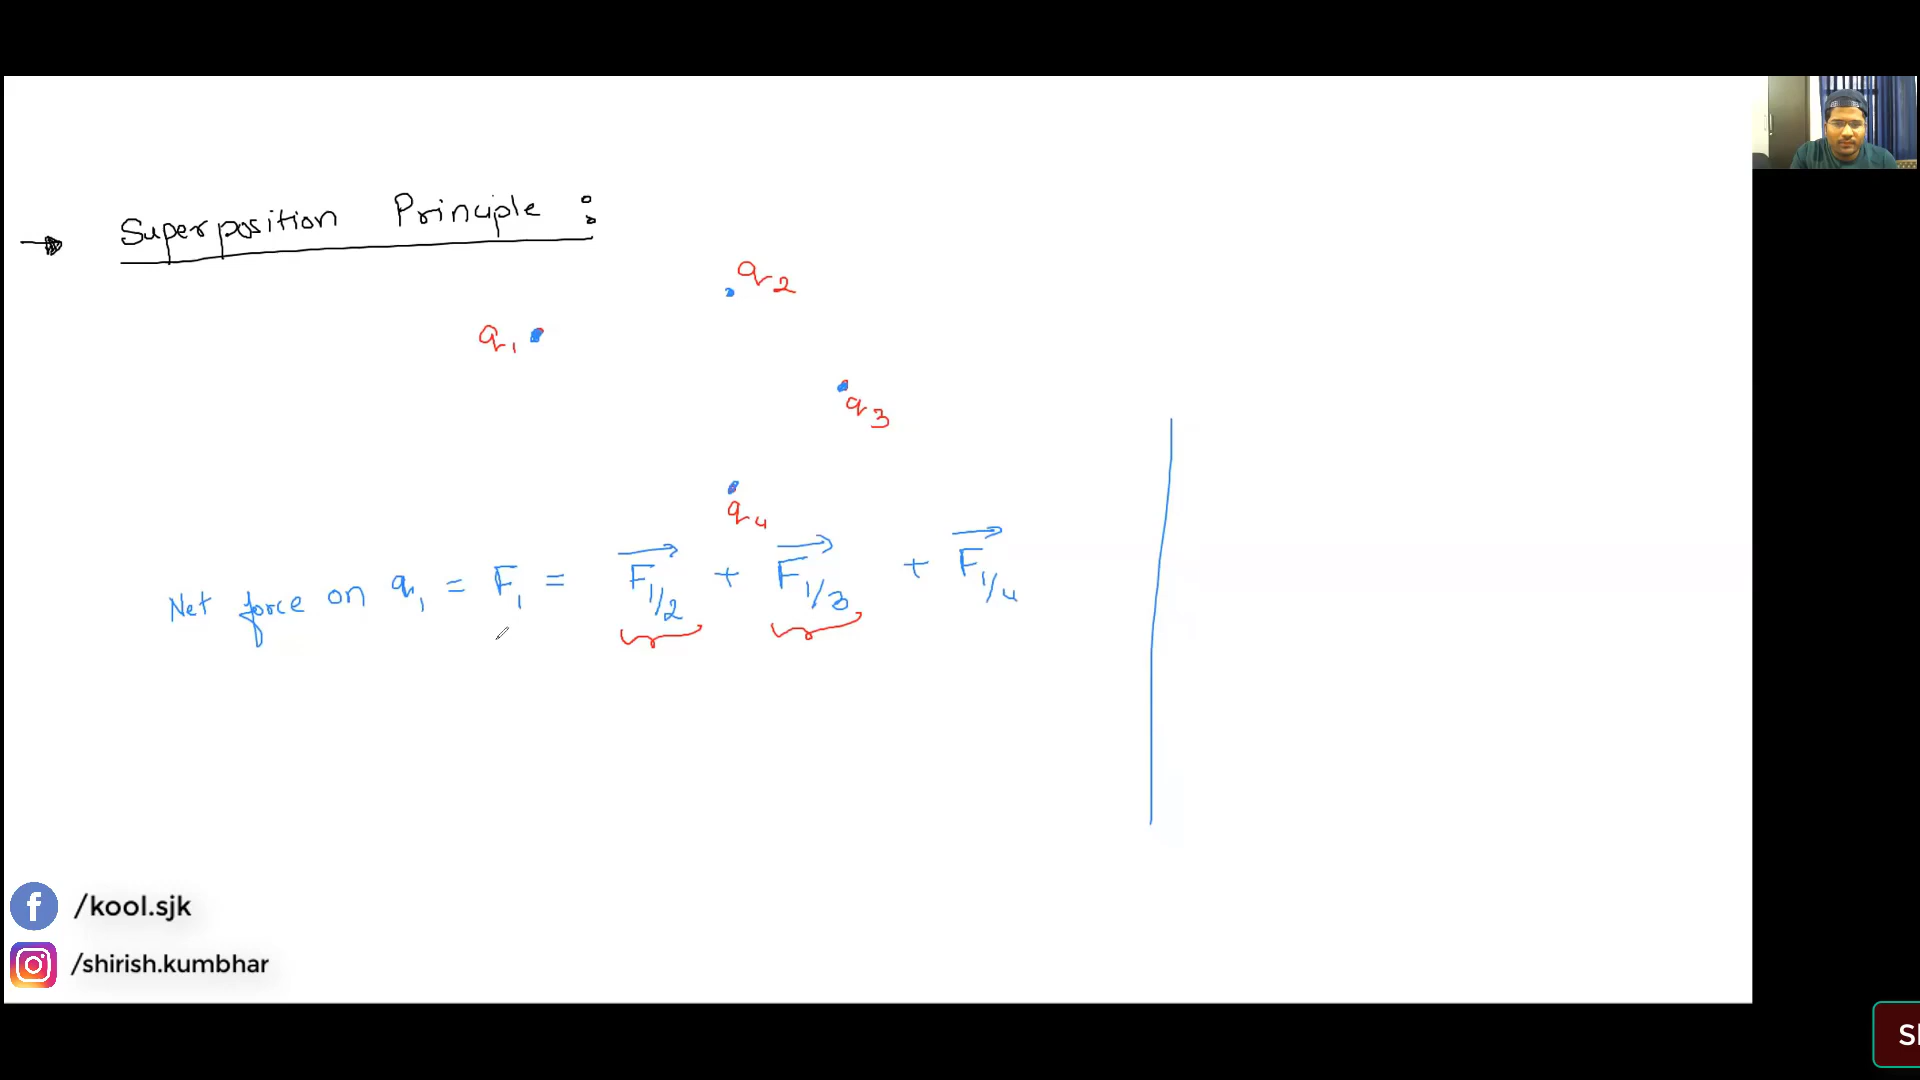 Superposition Principle :
q2
q1
q3
q4
Net force on q1 = F1 = F1/2 + F1/3 + F1/4
/kool.sjk
/shirish.kumbhar